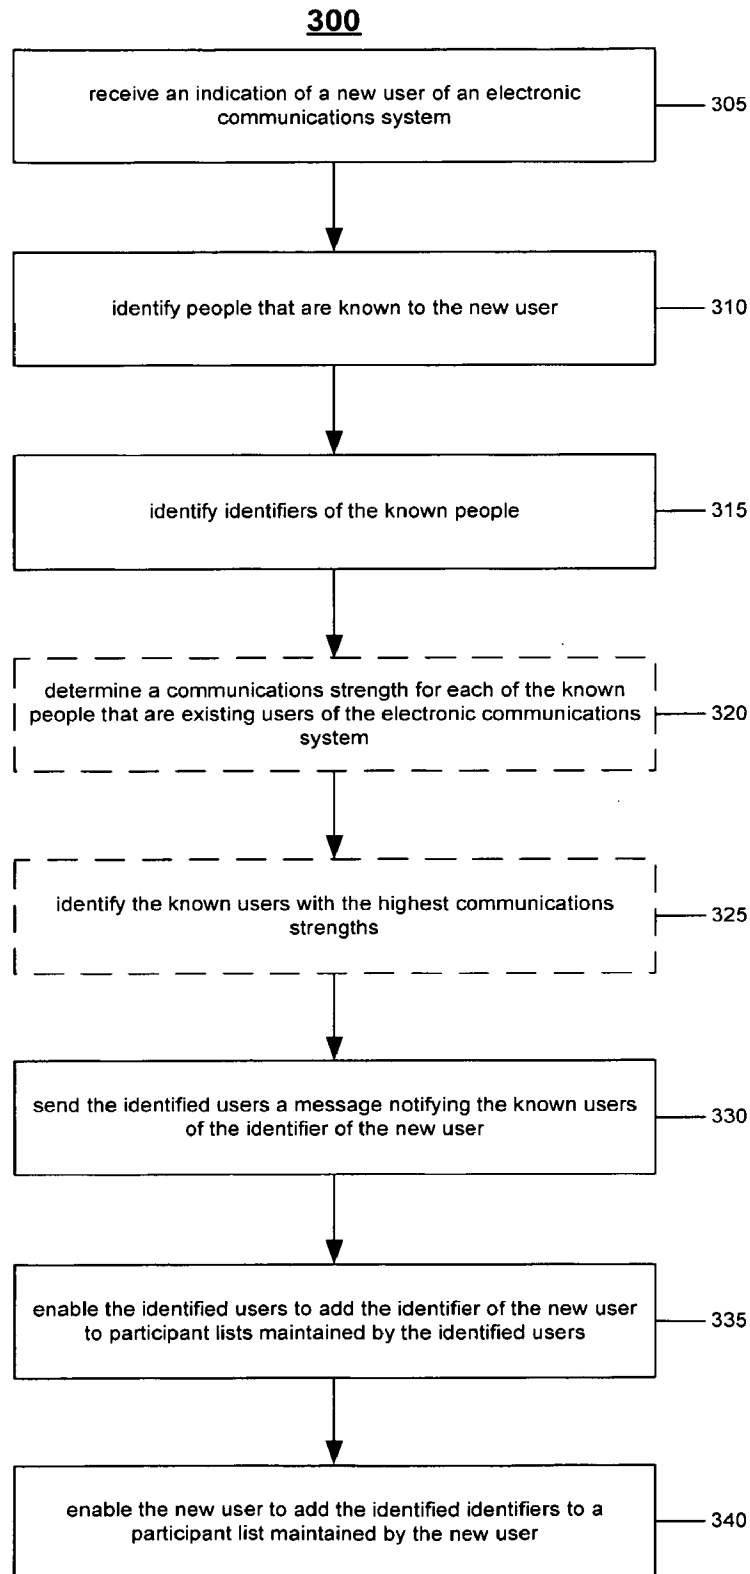 300
receive an indication of a new user of an electronic
communications system
305
identify people that are known to the new user
310
identify identifiers of the known people
315
determine a communications strength for each of the known
people that are existing users of the electronic communications
system
320
identify the known users with the highest communications
strengths
325
send the identified users a message notifying the known users
of the identifier of the new user
330
enable the identified users to add the identifier of the new user
to participant lists maintained by the identified users
335
enable the new user to add the identified identifiers to a
participant list maintained by the new user
340